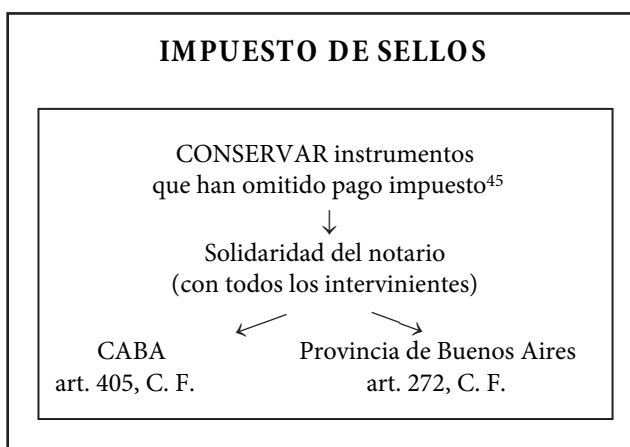 IMPUESTO DE SELLOS
CONSERVAR instrumentos
que han omitido pago impuesto⁴⁵
↓
Solidaridad del notario
(con todos los intervinientes)
CABA
art. 405, C. F.
Provincia de Buenos Aires
art. 272, C. F.